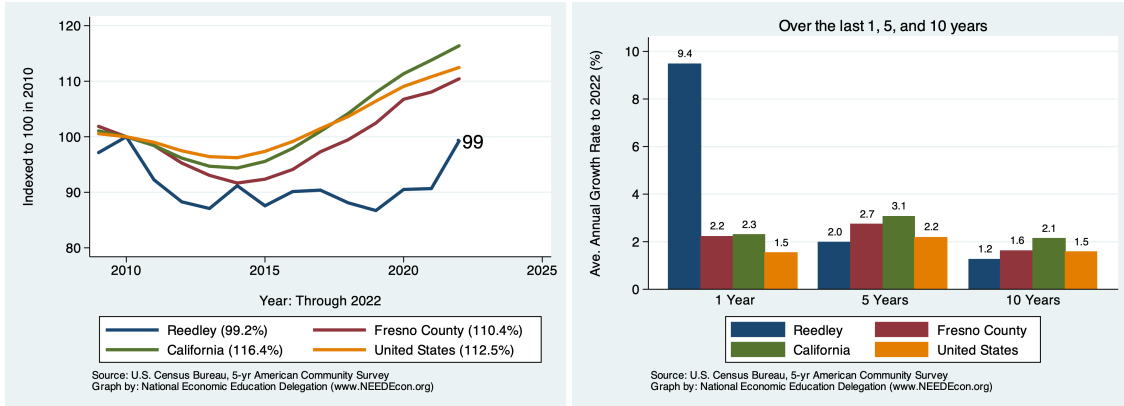 Indexed to 100 in 2010
120
110
100
90
80
99
2010 2015 2020 2025
Year: Through 2022
Reedley (99.2%) Fresno County (110.4%)
California (116.4%) United States (112.5%)
Source: U.S. Census Bureau, 5-yr American Community Survey
Graph by: National Economic Education Delegation (www.NEEDEcon.org)
Over the last 1, 5, and 10 years
Ave. Annual Growth Rate to 2022 (%)
10
8
6
4
2
0
9.4 2.2 2.3 1.5
2.0 2.7 3.1 2.2
1.2 1.6 2.1 1.5
1 Year 5 Years 10 Years
Reedley Fresno County
California United States
Source: U.S. Census Bureau, 5-yr American Community Survey
Graph by: National Economic Education Delegation (www.NEEDEcon.org)